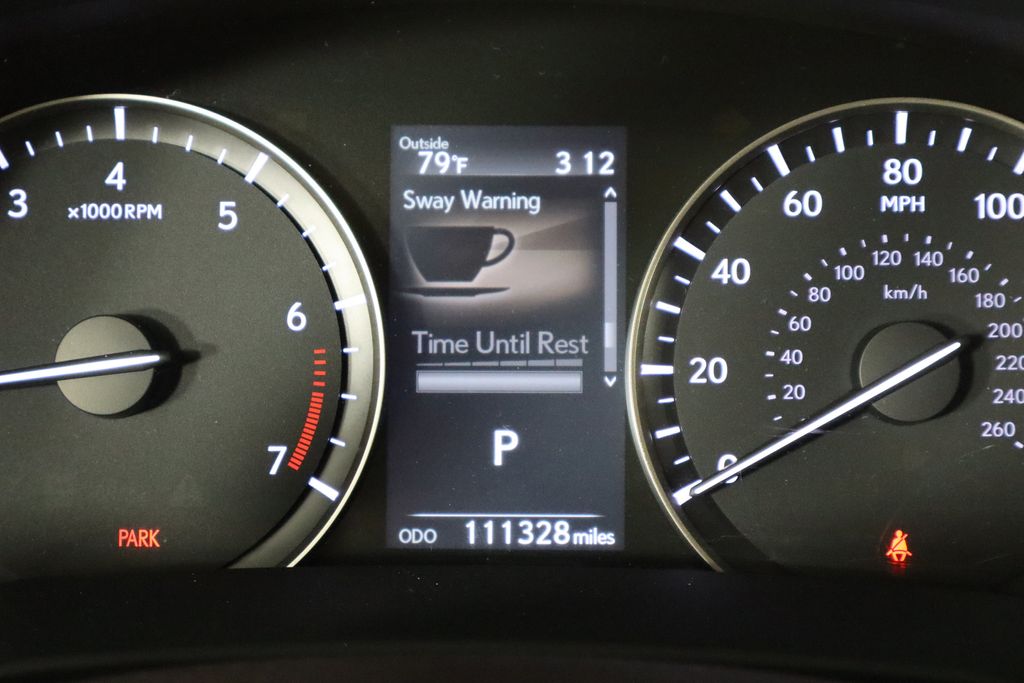 3
4
×1000RPM
5
6
7
PARK
Outside
79°F 3 12
Sway Warning
Time Until Rest
P
ODO 111328 miles
0
20
40
60
80
100
MPH
20
40
60
80
100
120
140
160
180
200
220
240
260
km/h